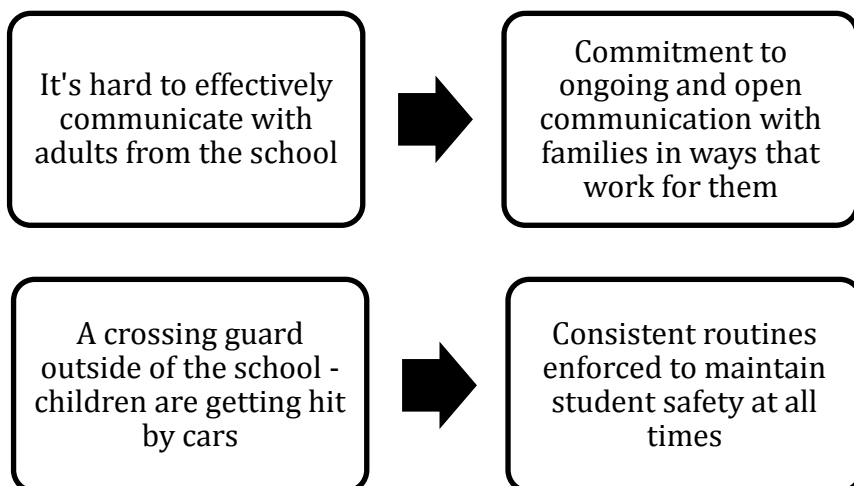 It's hard to effectively
communicate with
adults from the school
Commitment to
ongoing and open
communication with
families in ways that
work for them
A crossing guard
outside of the school -
children are getting hit
by cars
Consistent routines
enforced to maintain
student safety at all
times